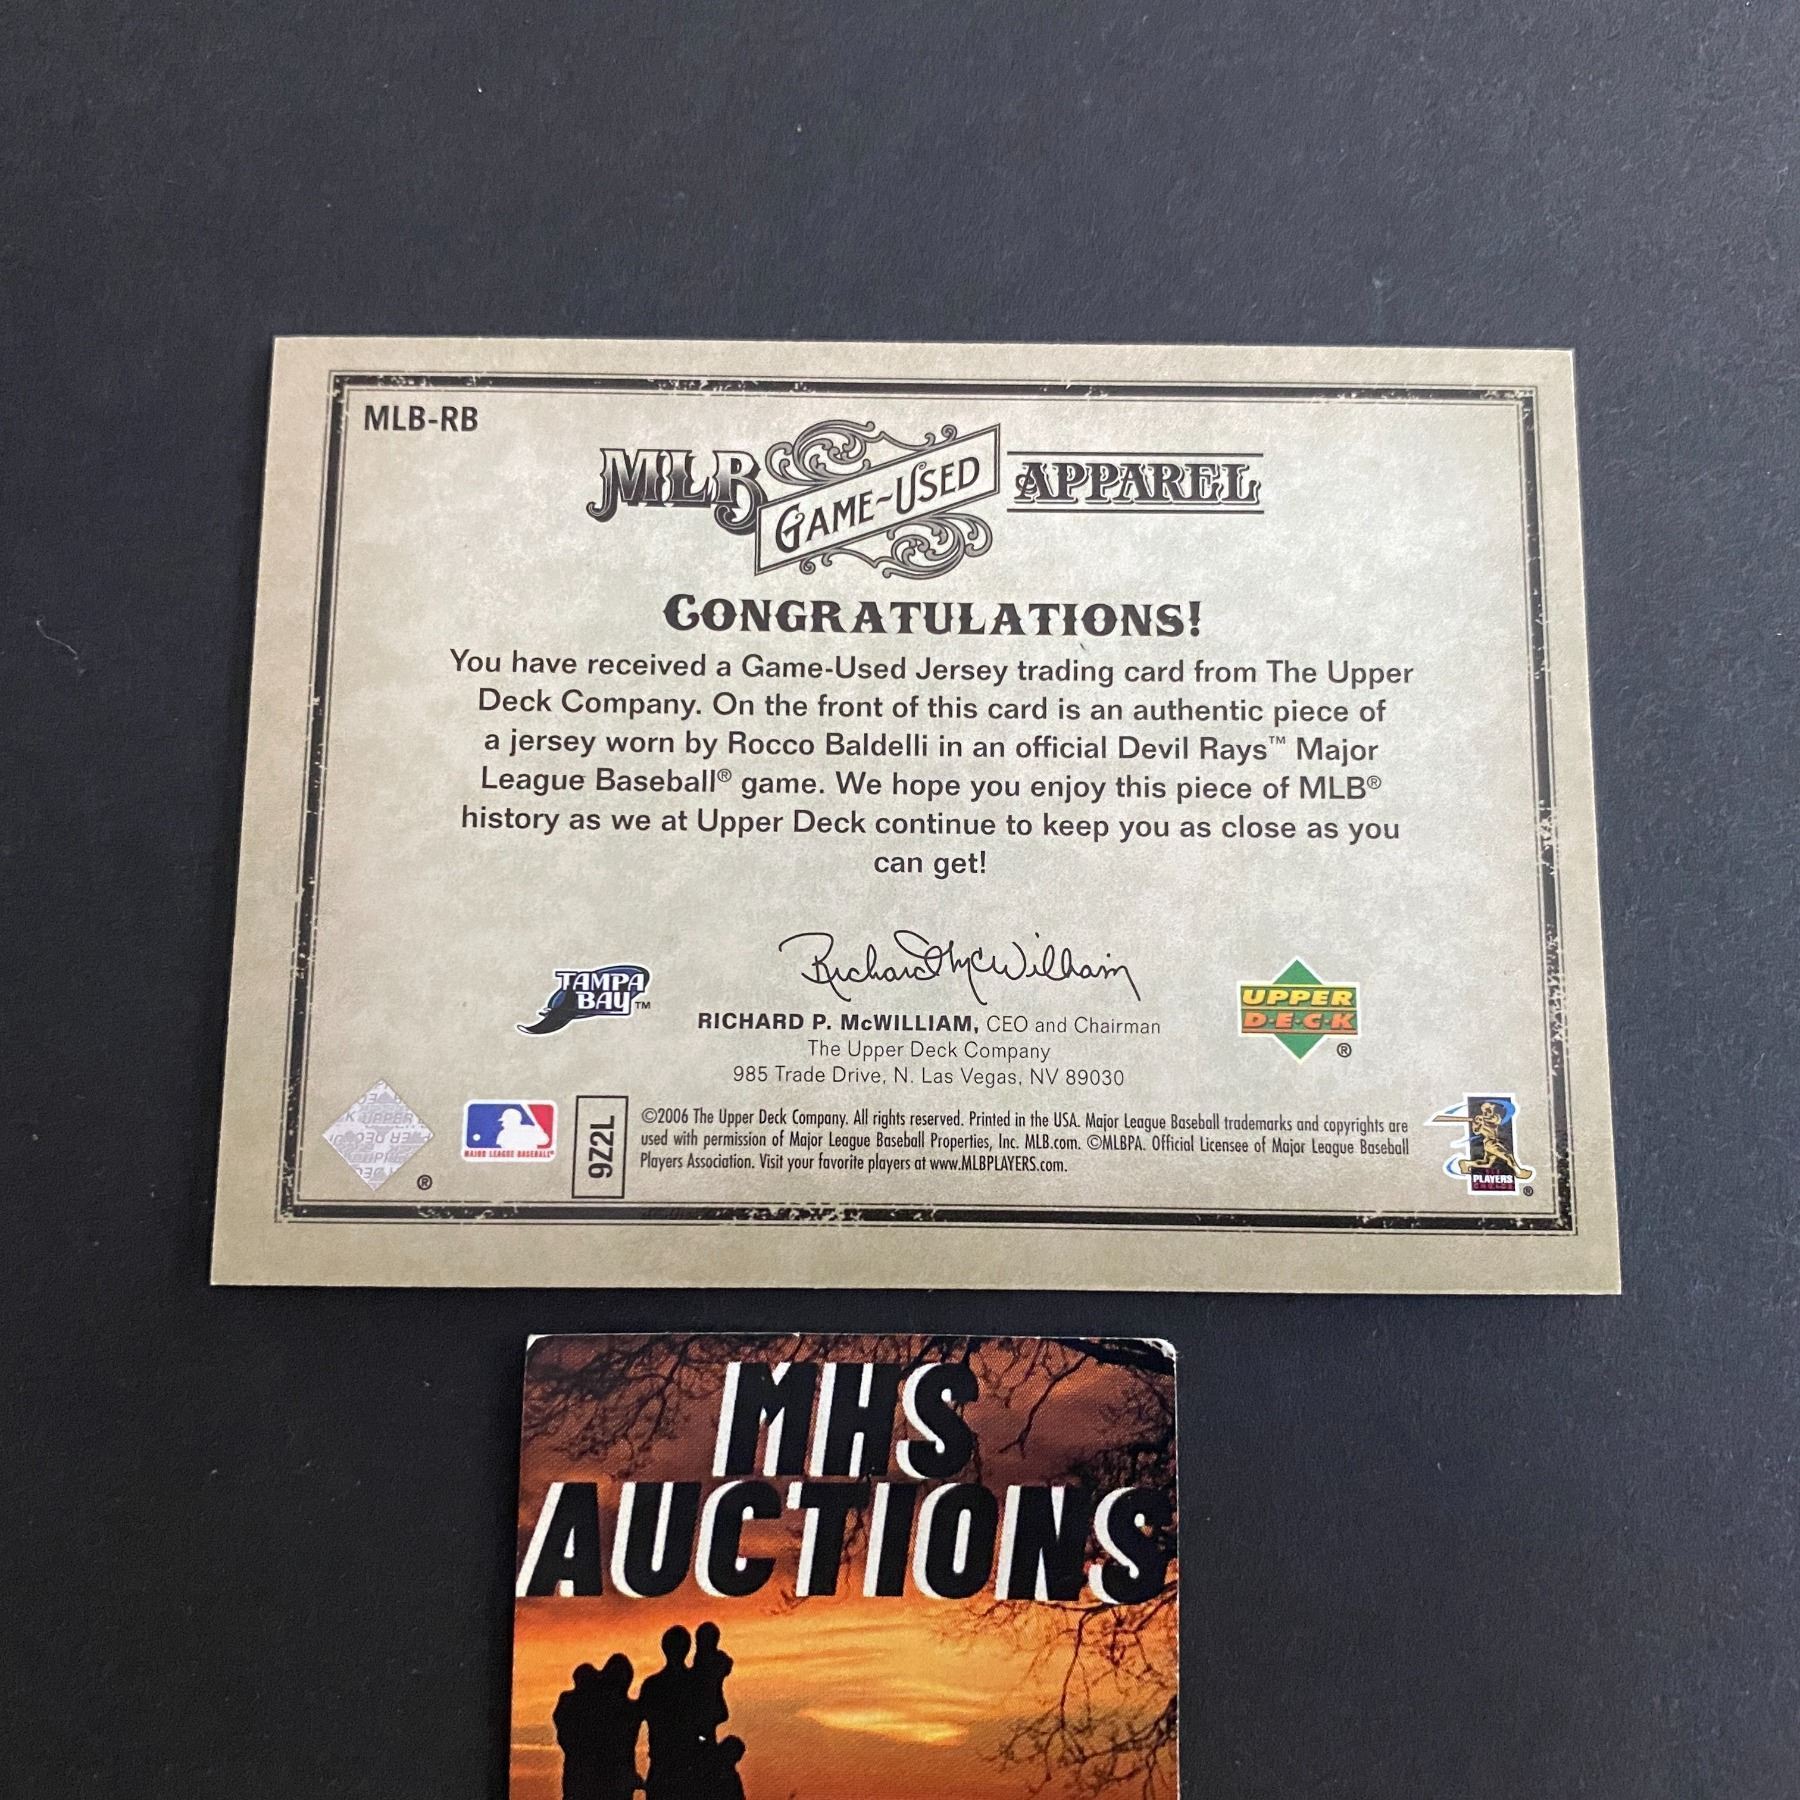 MLB-RB
MLB GAME-USED APPAREL
CONGRATULATIONS!
You have received a Game-Used Jersey trading card from The Upper
Deck Company. On the front of this card is an authentic piece of
a jersey worn by Rocco Baldelli in an official Devil Rays™ Major
League Baseball® game. We hope you enjoy this piece of MLB®
history as we at Upper Deck continue to keep you as close as you
can get!
Richard McWilliam
TAMPA
BAY™
RICHARD P. McWILLIAM, CEO and Chairman
The Upper Deck Company
985 Trade Drive, N. Las Vegas, NV 89030
UPPER
D·E·C·K
®
®
MAJOR LEAGUE BASEBALL®
9Z2L
©2006 The Upper Deck Company. All rights reserved. Printed in the USA. Major League Baseball trademarks and copyrights are
used with permission of Major League Baseball Properties, Inc. MLB.com. ©MLBPA. Official Licensee of Major League Baseball
Players Association. Visit your favorite players at www.MLBPLAYERS.com.
PLAYERS
CHOICE
®
MHS
AUCTIONS